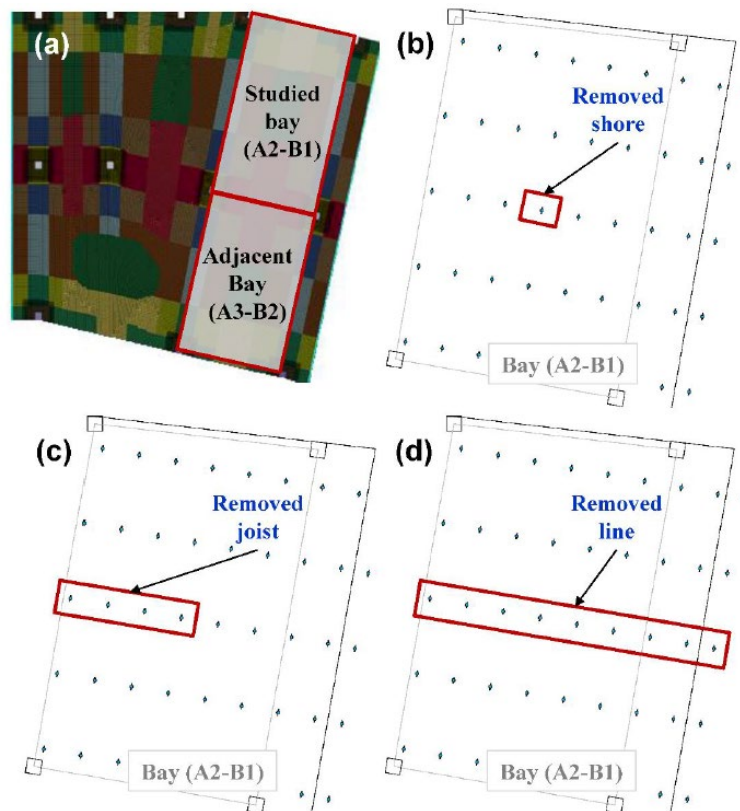 (a)
Studied
bay
(A2-B1)
Adjacent
Bay
(A3-B2)
(b)
Removed
shore
Bay (A2-B1)
(c)
Removed
joist
Bay (A2-B1)
(d)
Removed
line
Bay (A2-B1)